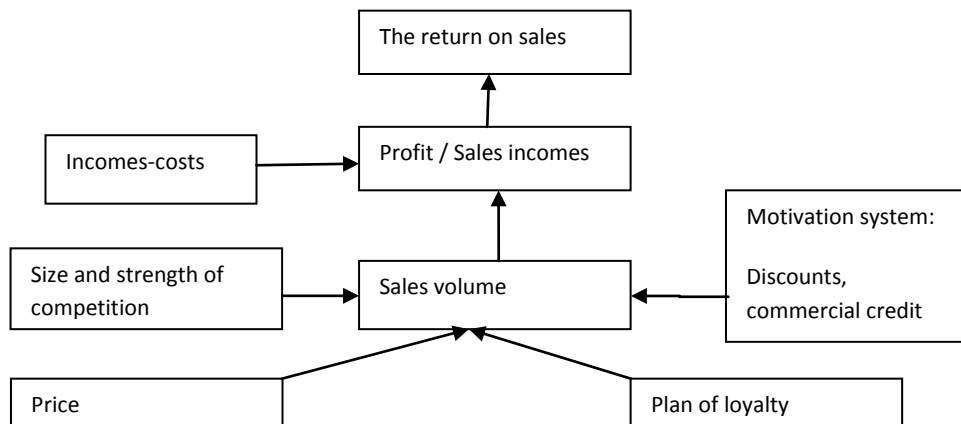 The return on sales
Incomes-costs
Profit / Sales incomes
Motivation system:
Discounts,
commercial credit
Size and strength of
competition
Sales volume
Price
Plan of loyalty